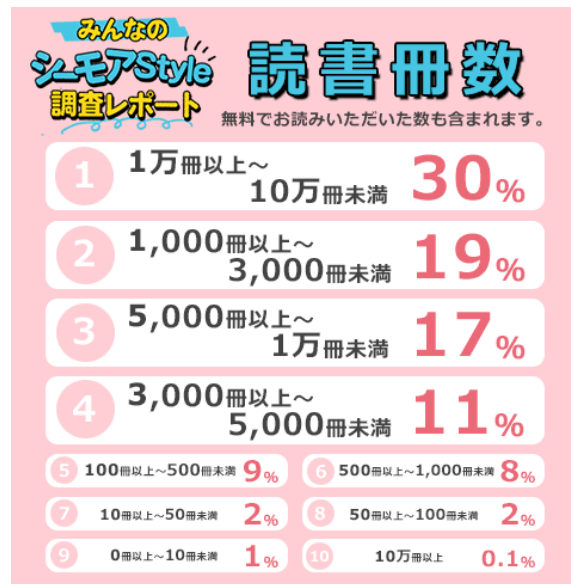 みんなの
シーモアStyle
調査レポート
読書冊数
無料でお読みいただいた数も含まれます。
1 1万冊以上～
10万冊未満 30%
2 1,000冊以上～
3,000冊未満 19%
3 5,000冊以上～
1万冊未満 17%
4 3,000冊以上～
5,000冊未満 11%
5 100冊以上～500冊未満 9%
6 500冊以上～1,000冊未満 8%
7 10冊以上～50冊未満 2%
8 50冊以上～100冊未満 2%
9 0冊以上～10冊未満 1%
10 10万冊以上 0.1%